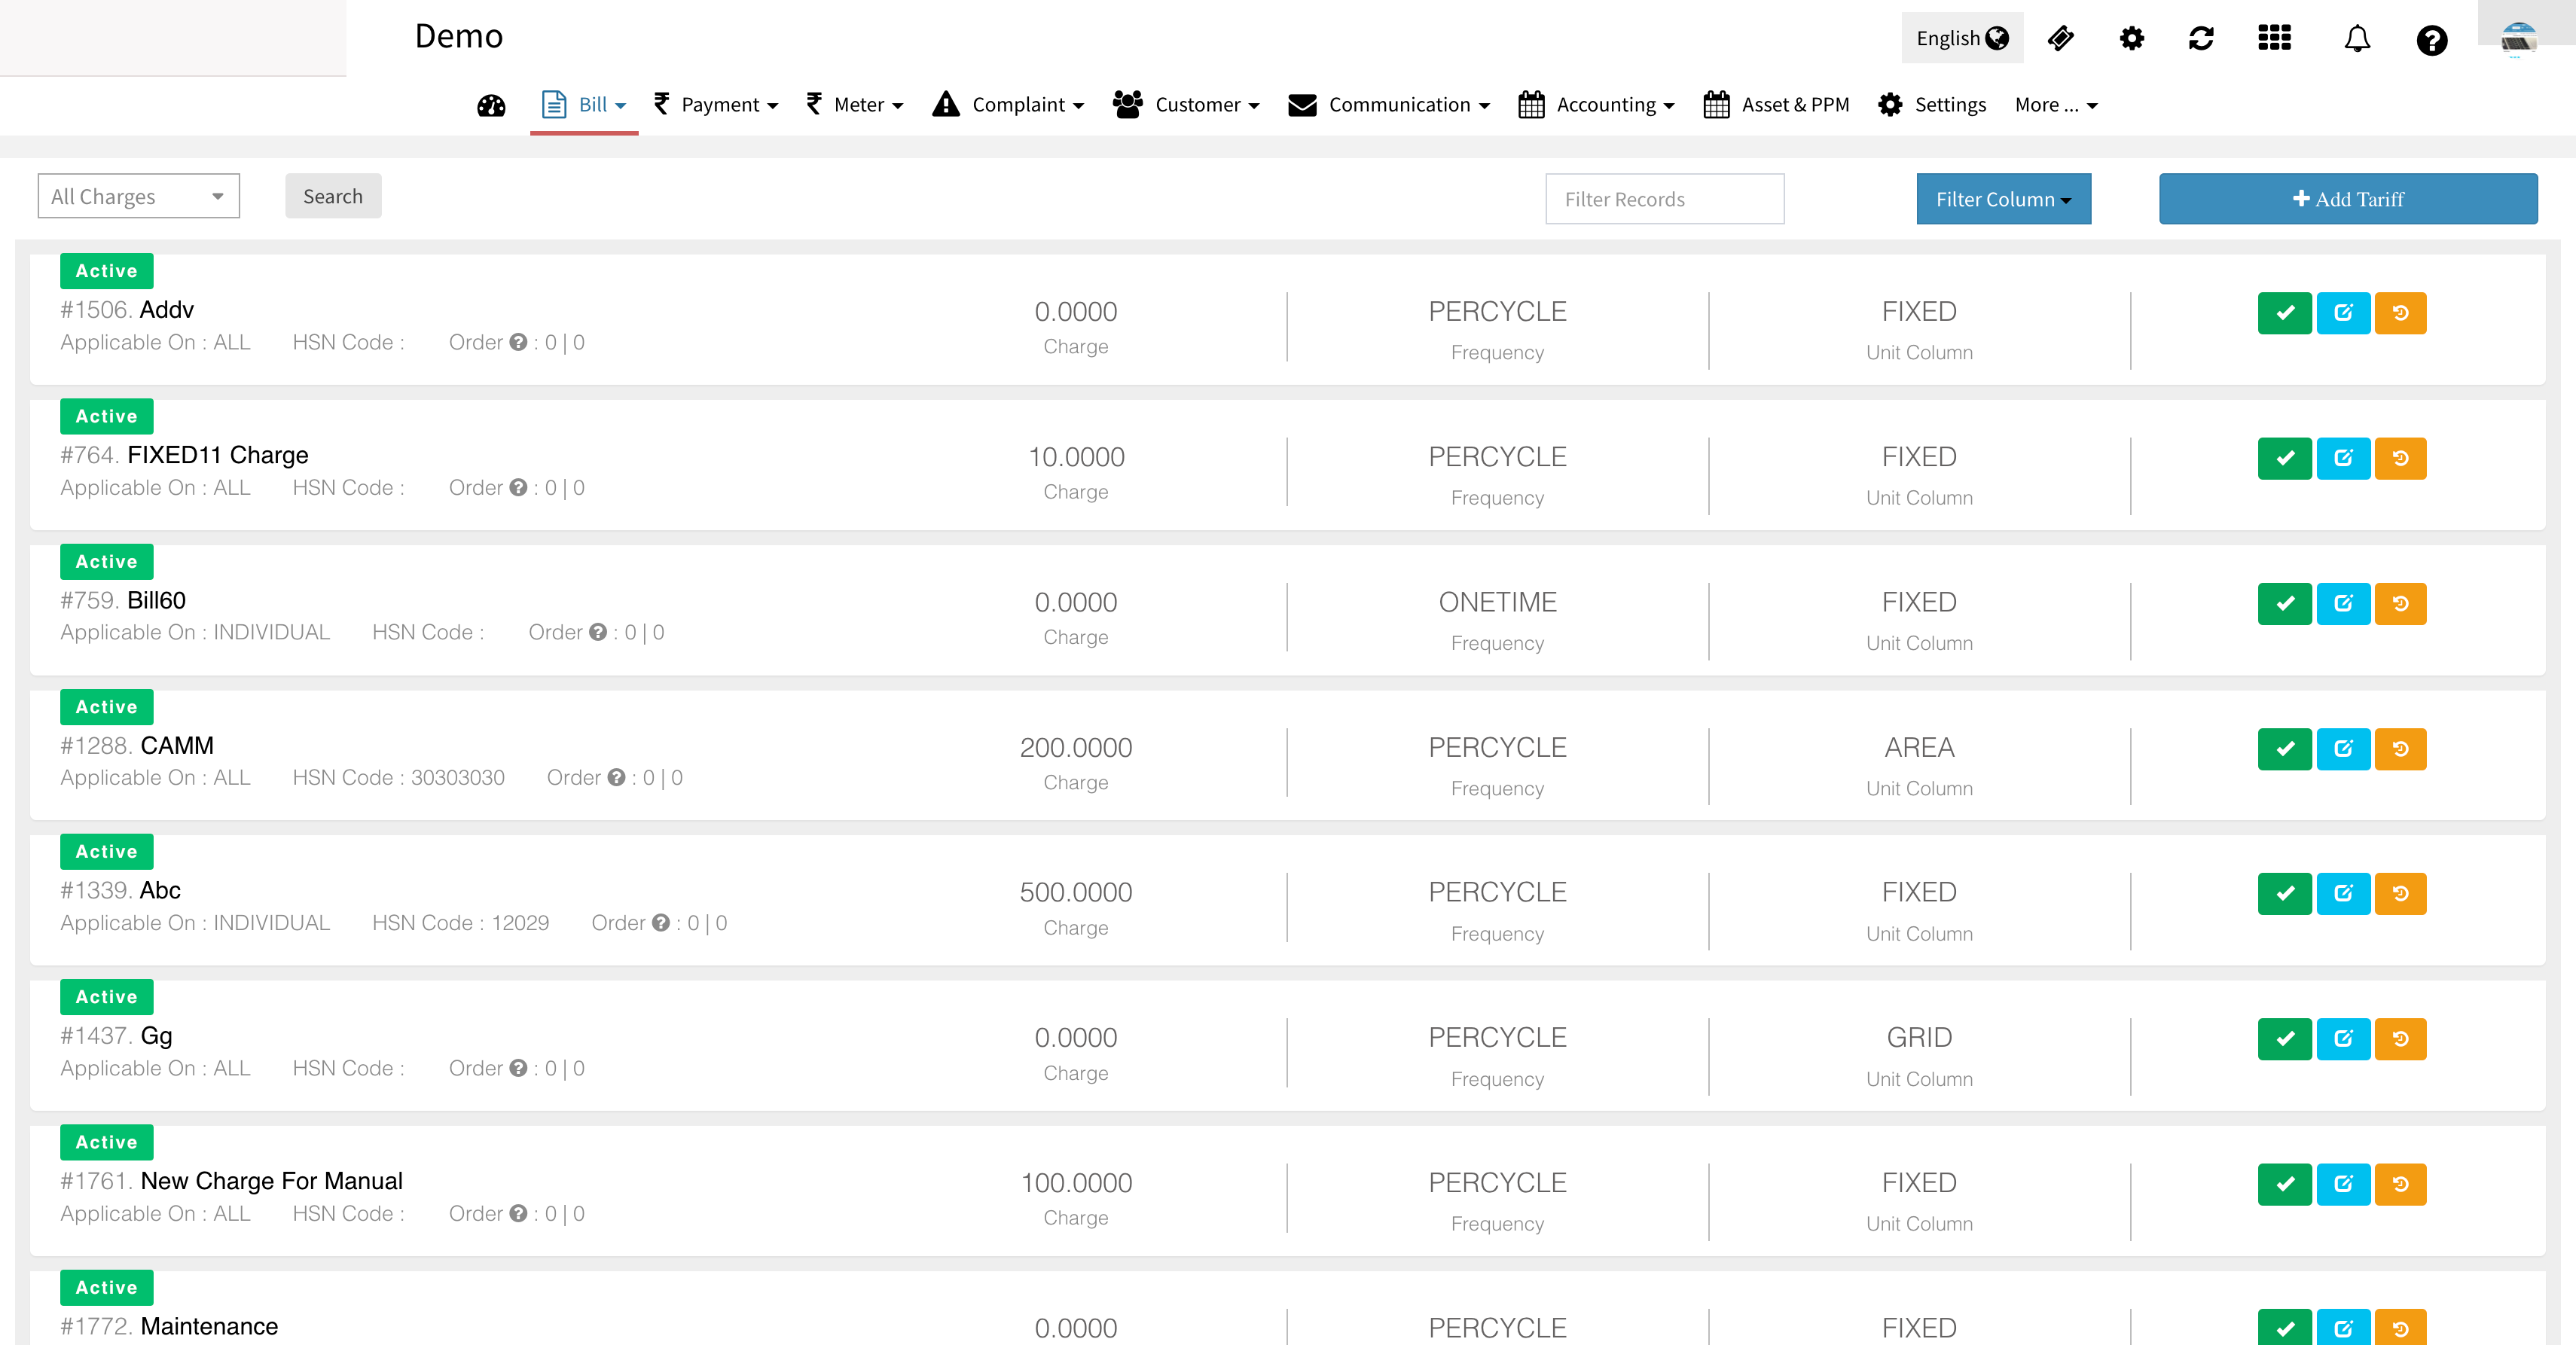 Demo
English
Bill Payment Meter Complaint Customer Communication Accounting Asset & PPM Settings More ...
All Charges Search Filter Records Filter Column Add Tariff
Active
#1506. Addv
Applicable On : ALL HSN Code : Order : 0 | 0
0.0000
Charge
PERCYCLE
Frequency
FIXED
Unit Column
Active
#764. FIXED11 Charge
Applicable On : ALL HSN Code : Order : 0 | 0
10.0000
Charge
PERCYCLE
Frequency
FIXED
Unit Column
Active
#759. Bill60
Applicable On : INDIVIDUAL HSN Code : Order : 0 | 0
0.0000
Charge
ONETIME
Frequency
FIXED
Unit Column
Active
#1288. CAMM
Applicable On : ALL HSN Code : 30303030 Order : 0 | 0
200.0000
Charge
PERCYCLE
Frequency
AREA
Unit Column
Active
#1339. Abc
Applicable On : INDIVIDUAL HSN Code : 12029 Order : 0 | 0
500.0000
Charge
PERCYCLE
Frequency
FIXED
Unit Column
Active
#1437. Gg
Applicable On : ALL HSN Code : Order : 0 | 0
0.0000
Charge
PERCYCLE
Frequency
GRID
Unit Column
Active
#1761. New Charge For Manual
Applicable On : ALL HSN Code : Order : 0 | 0
100.0000
Charge
PERCYCLE
Frequency
FIXED
Unit Column
Active
#1772. Maintenance
0.0000
PERCYCLE
FIXED